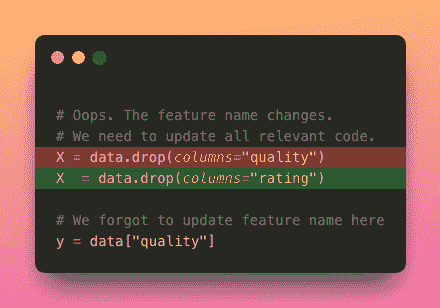 # Oops. The feature name changes.
# We need to update all relevant code.
X = data.drop(columns="quality")
X  = data.drop(columns="rating")
# We forgot to update feature name here
y = data["quality"]